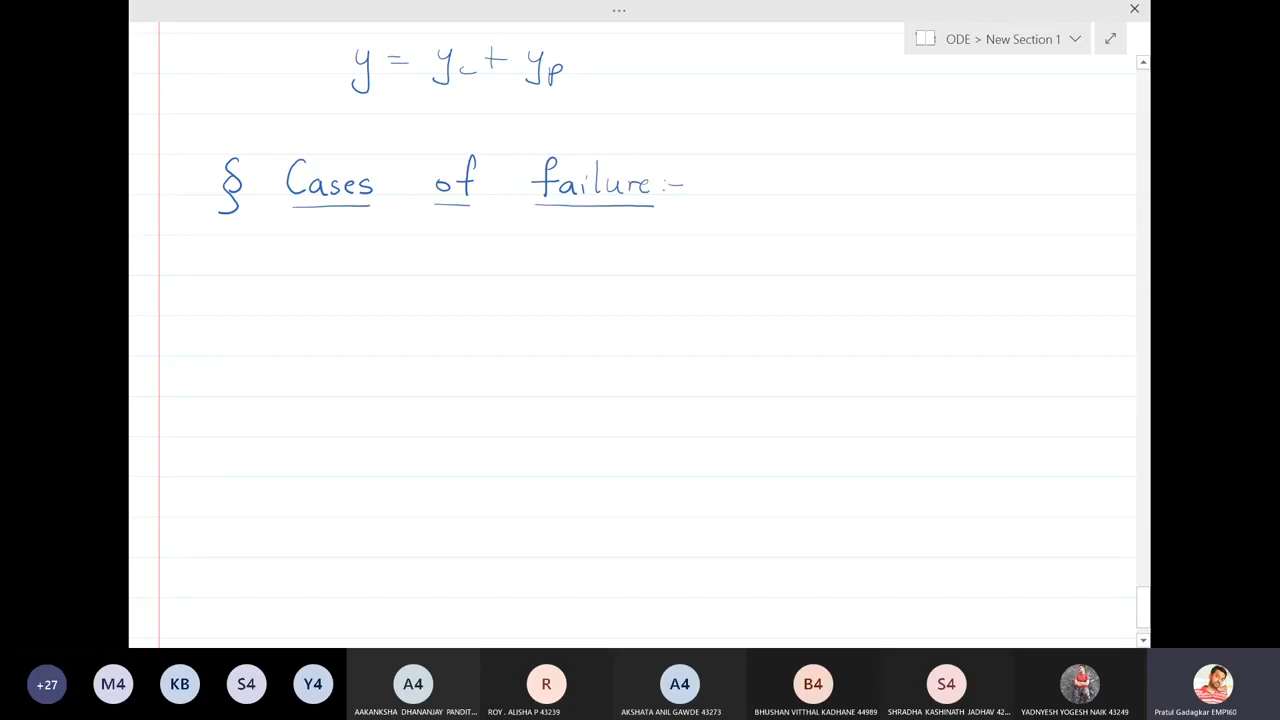 ...
ODE > New Section 1
y = yc + yp
§ Cases of failure :-
+27
M4
KB
S4
Y4
A4
R
A4
B4
S4
AAKANKSHA DHANANJAY PANDIT...
ROY . ALISHA P 43239
AKSHATA ANIL GAWDE 43273
BHUSHAN VITTHAL KADHANE 44989
SHRADHA KASHINATH JADHAV 42...
YADNYESH YOGESH NAIK 43249
Pratul Gadagkar EMP160